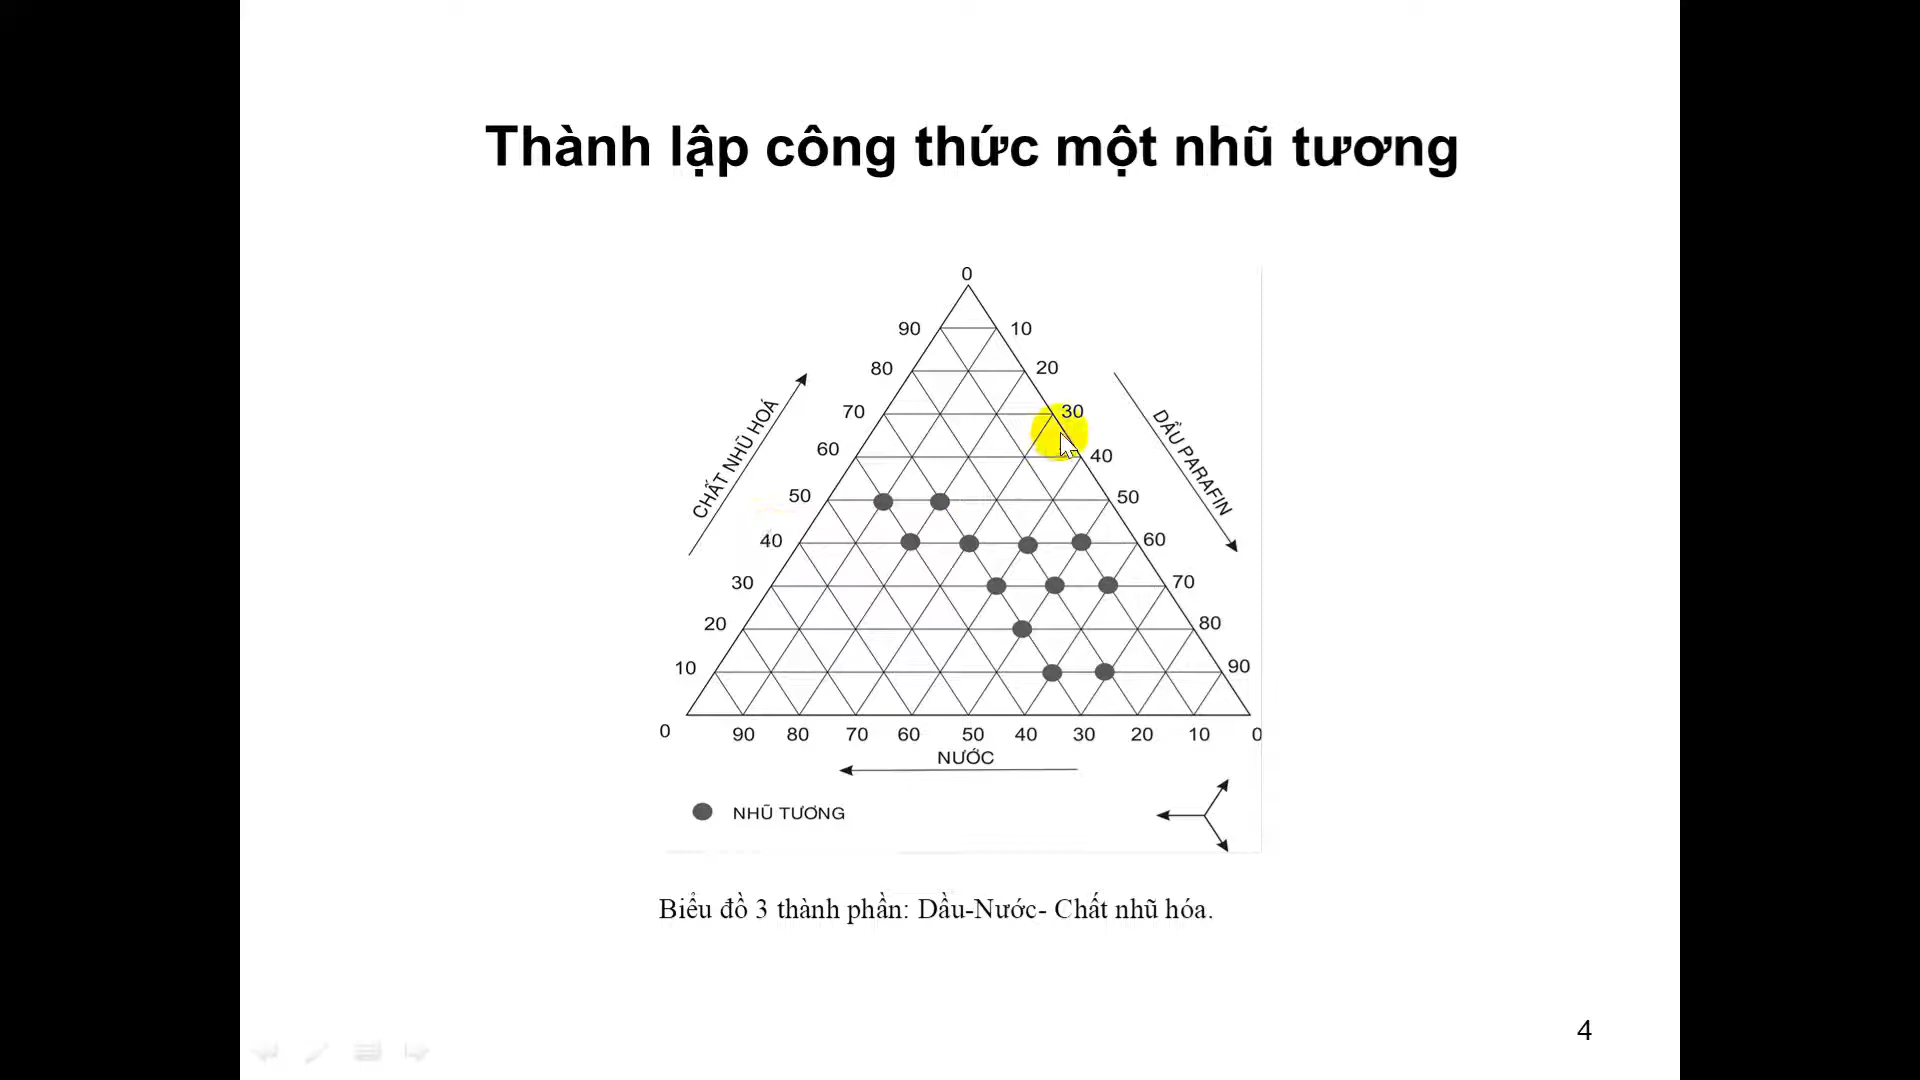 Thành lập công thức một nhũ tương
0
90 10
80 20
70 30
60 40
50 50
40 60
30 70
20 80
10 90
CHẤT NHŨ HOÁ
DẦU PARAFIN
0 90 80 70 60 50 40 30 20 10 0
NƯỚC
NHŨ TƯƠNG
Biểu đồ 3 thành phần: Dầu-Nước- Chất nhũ hóa.
4